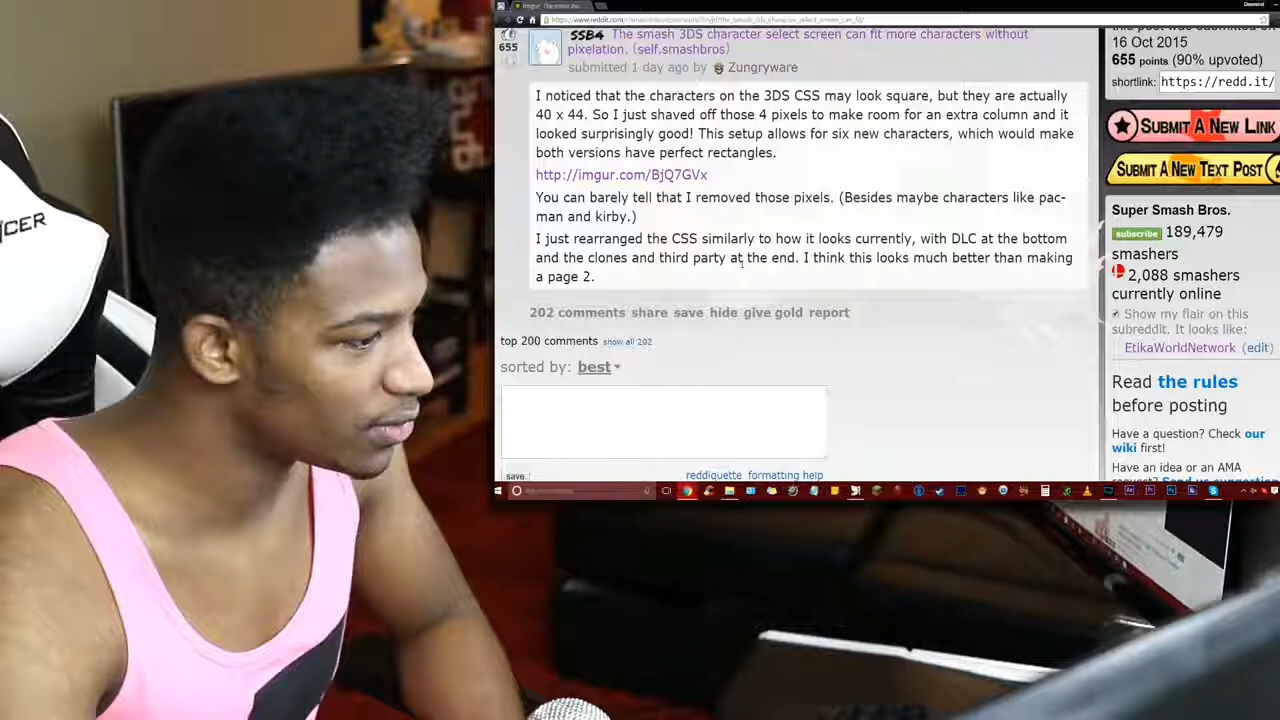 Desmond
655
SSB4 The smash 3DS character select screen can fit more characters without
pixelation. (self.smashbros)
submitted 1 day ago by Zungryware
I noticed that the characters on the 3DS CSS may look square, but they are actually
40 x 44. So I just shaved off those 4 pixels to make room for an extra column and it
looked surprisingly good! This setup allows for six new characters, which would make
both versions have perfect rectangles.
http://imgur.com/BjQ7GVx
You can barely tell that I removed those pixels. (Besides maybe characters like pac-
man and kirby.)
I just rearranged the CSS similarly to how it looks currently, with DLC at the bottom
and the clones and third party at the end. I think this looks much better than making
a page 2.
202 comments share save hide give gold report
top 200 comments show all 202
sorted by: best
save
reddiquette formatting help
16 Oct 2015
655 points (90% upvoted)
shortlink: https://redd.it/
SUBMIT A NEW LINK
SUBMIT A NEW TEXT POST
Super Smash Bros.
subscribe 189,479
smashers
2,088 smashers
currently online
Show my flair on this
subreddit. It looks like:
EtikaWorldNetwork (edit)
Read the rules
before posting
Have a question? Check our
wiki first!
Have an idea or an AMA